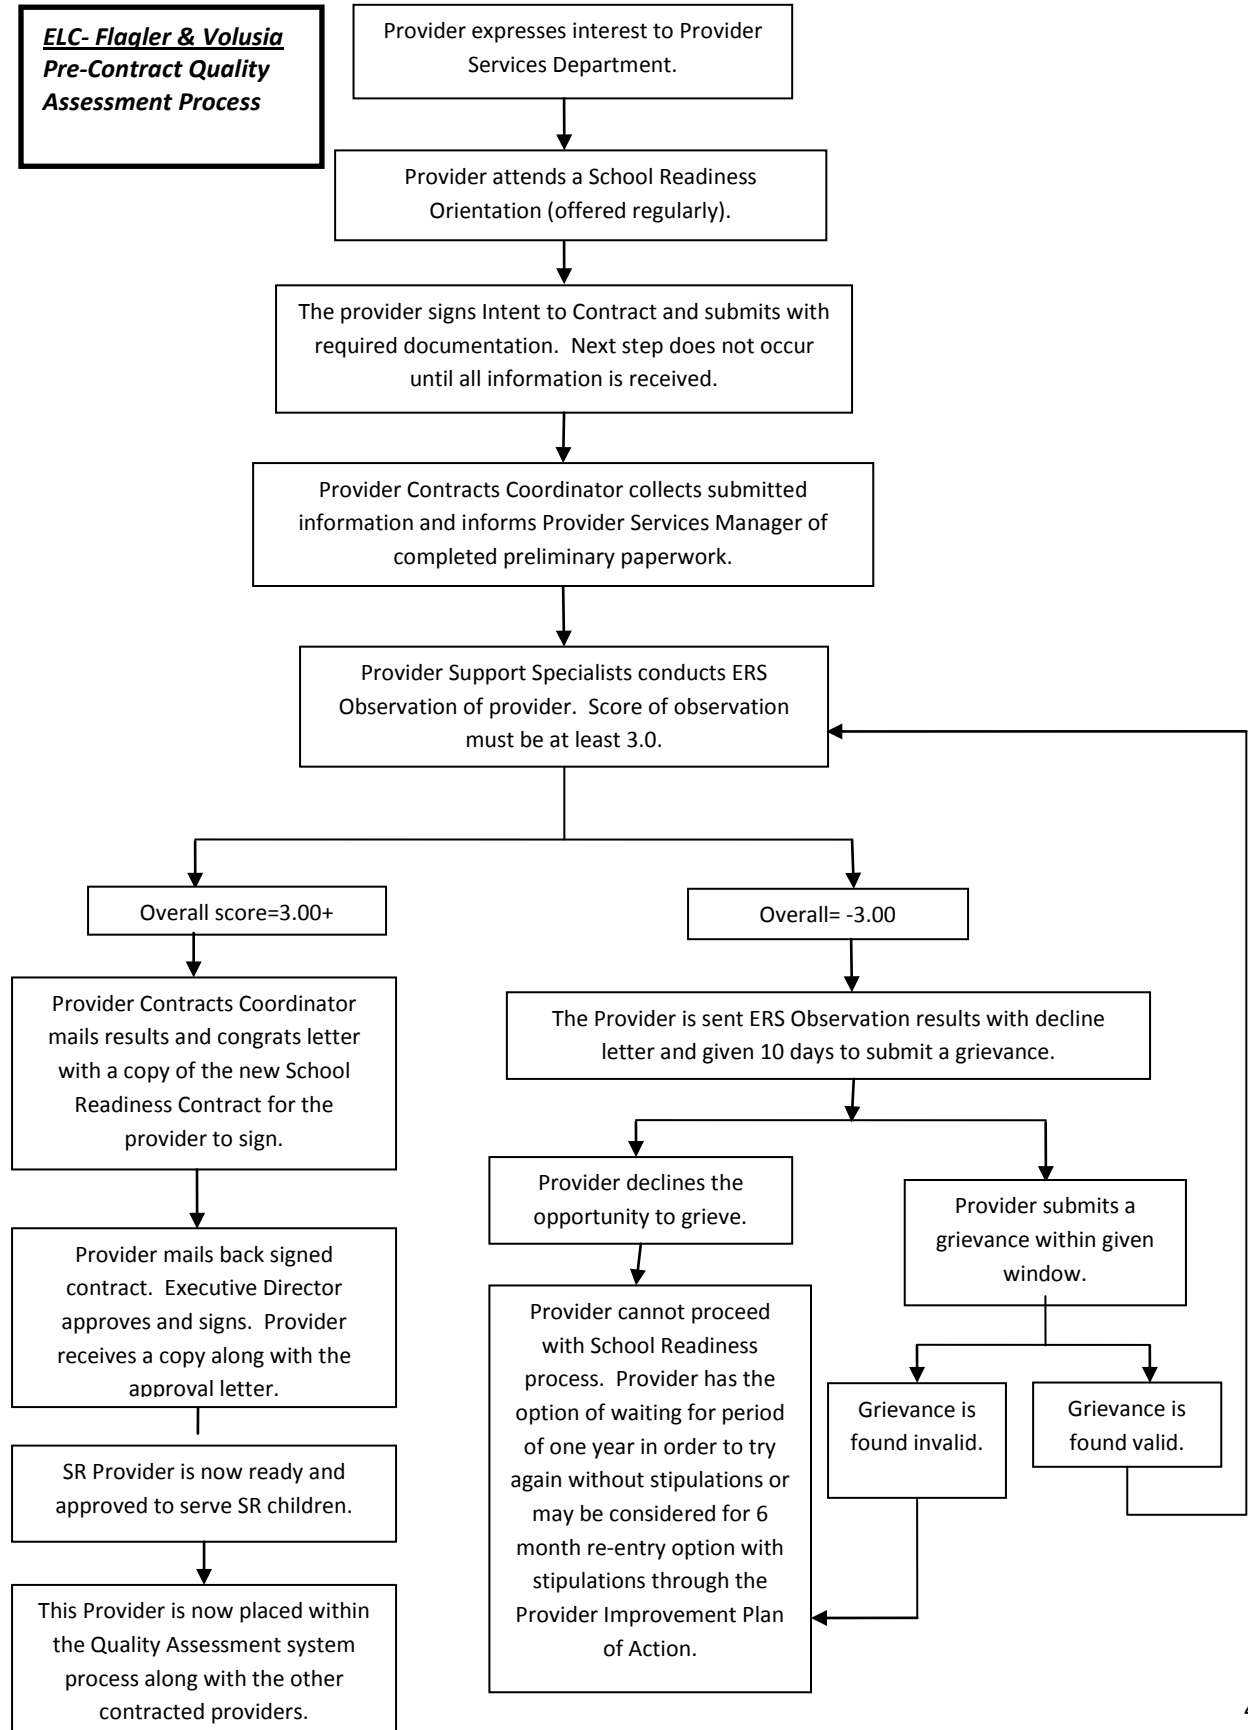 ELC- Flagler & Volusia
Pre-Contract Quality
Assessment Process
Provider expresses interest to Provider
Services Department.
Provider attends a School Readiness
Orientation (offered regularly).
The provider signs Intent to Contract and submits with
required documentation. Next step does not occur
until all information is received.
Provider Contracts Coordinator collects submitted
information and informs Provider Services Manager of
completed preliminary paperwork.
Provider Support Specialists conducts ERS
Observation of provider. Score of observation
must be at least 3.0.
Overall score=3.00+
Provider Contracts Coordinator
mails results and congrats letter
with a copy of the new School
Readiness Contract for the
provider to sign.
Provider mails back signed
contract. Executive Director
approves and signs. Provider
receives a copy along with the
approval letter.
SR Provider is now ready and
approved to serve SR children.
This Provider is now placed within
the Quality Assessment system
process along with the other
contracted providers.
Overall= -3.00
The Provider is sent ERS Observation results with decline
letter and given 10 days to submit a grievance.
Provider declines the
opportunity to grieve.
Provider cannot proceed
with School Readiness
process. Provider has the
option of waiting for period
of one year in order to try
again without stipulations or
may be considered for 6
month re-entry option with
stipulations through the
Provider Improvement Plan
of Action.
Provider submits a
grievance within given
window.
Grievance is
found invalid.
Grievance is
found valid.